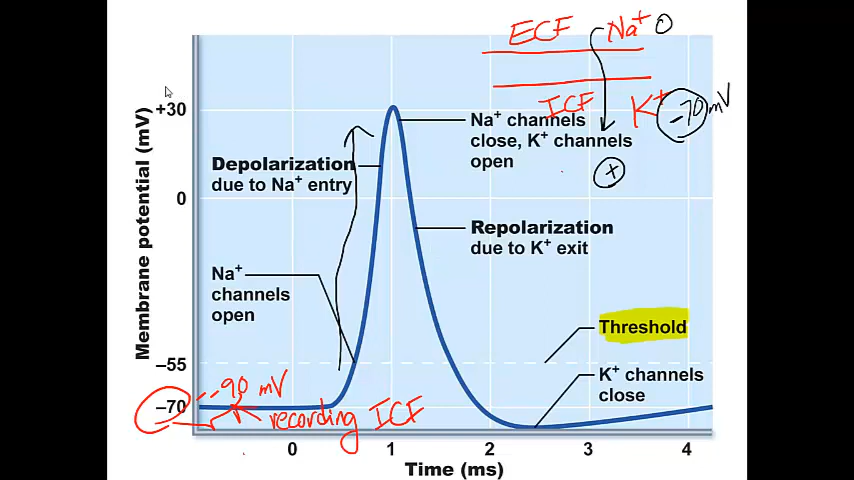 ECF Na⁺ 0
ICF K⁺ -70 mV
+
Membrane potential (mV)
+30
0
–55
–70
Depolarization
due to Na⁺ entry
Na⁺ channels
close, K⁺ channels
open
Repolarization
due to K⁺ exit
Na⁺
channels
open
Threshold
K⁺ channels
close
-90 mV
recording ICF
0 1 2 3 4
Time (ms)